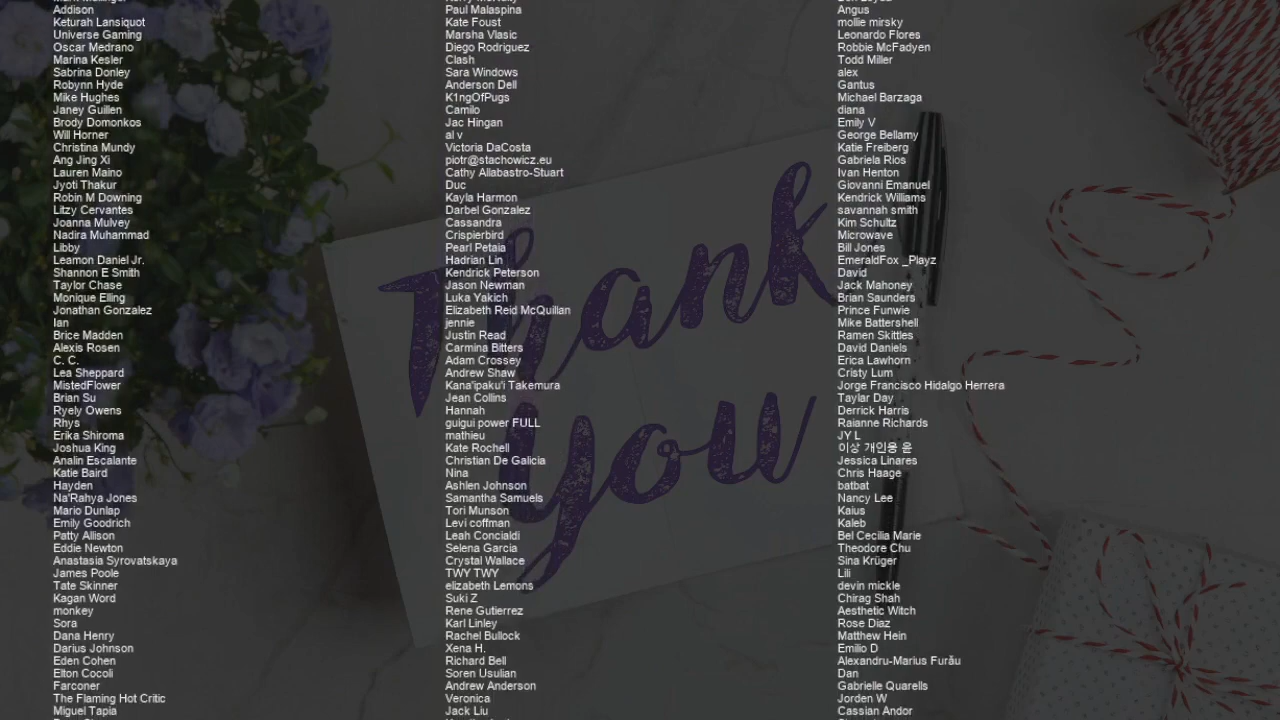 Addison
Keturah Lansiquot
Universe Gaming
Oscar Medrano
Marina Kesler
Sabrina Donley
Robynn Hyde
Mike Hughes
Janey Guillen
Brody Domonkos
Will Horner
Christina Mundy
Ang Jing Xi
Lauren Maino
Jyoti Thakur
Robin M Downing
Litzy Cervantes
Joanna Mulvey
Nadira Muhammad
Libby
Leamon Daniel Jr.
Shannon E Smith
Taylor Chase
Monique Elling
Jonathan Gonzalez
Ian
Brice Madden
Alexis Rosen
C. C.
Lea Sheppard
MistedFlower
Brian Su
Ryely Owens
Rhys
Erika Shiroma
Joshua King
Analin Escalante
Katie Baird
Hayden
Na'Rahya Jones
Mario Dunlap
Emily Goodrich
Patty Allison
Eddie Newton
Anastasia Syrovatskaya
James Poole
Tate Skinner
Kagan Word
monkey
Sora
Dana Henry
Darius Johnson
Eden Cohen
Elton Cocoli
Farconer
The Flaming Hot Critic
Miguel Tapia
Paul Malaspina
Kate Foust
Marsha Vlasic
Diego Rodriguez
Clash
Sara Windows
Anderson Dell
K1ngOfPugs
Camilo
Jac Hingan
al v
Victoria DaCosta
piotr@stachowicz.eu
Cathy Allabastro-Stuart
Duc
Kayla Harmon
Darbel Gonzalez
Cassandra
Crispierbird
Pearl Petaia
Hadrian Lin
Kendrick Peterson
Jason Newman
Luka Yakich
Elizabeth Reid McQuillan
jennie
Justin Read
Carmina Bitters
Adam Crossey
Andrew Shaw
Kana'ipaku'i Takemura
Jean Collins
Hannah
guigui power FULL
mathieu
Kate Rochell
Christian De Galicia
Nina
Ashlen Johnson
Samantha Samuels
Tori Munson
Levi coffman
Leah Concialdi
Selena Garcia
Crystal Wallace
TWY TWY
elizabeth Lemons
Suki Z
Rene Gutierrez
Karl Linley
Rachel Bullock
Xena H.
Richard Bell
Soren Usulian
Andrew Anderson
Veronica
Jack Liu
Angus
mollie mirsky
Leonardo Flores
Robbie McFadyen
Todd Miller
alex
Gantus
Michael Barzaga
diana
Emily V
George Bellamy
Katie Freiberg
Gabriela Rios
Ivan Henton
Giovanni Emanuel
Kendrick Williams
savannah smith
Kim Schultz
Microwave
Bill Jones
EmeraldFox _Playz
David
Jack Mahoney
Brian Saunders
Prince Funwie
Mike Battershell
Ramen Skittles
David Daniels
Erica Lawhorn
Cristy Lum
Jorge Francisco Hidalgo Herrera
Taylar Day
Derrick Harris
Raianne Richards
JY L
이상 개인용 윤
Jessica Linares
Chris Haage
batbat
Nancy Lee
Kaius
Kaleb
Bel Cecilia Marie
Theodore Chu
Sina Krüger
Lili
devin mickle
Chirag Shah
Aesthetic Witch
Rose Diaz
Matthew Hein
Emilio D
Alexandru-Marius Furău
Dan
Gabrielle Quarells
Jorden W
Cassian Andor
Thank
you